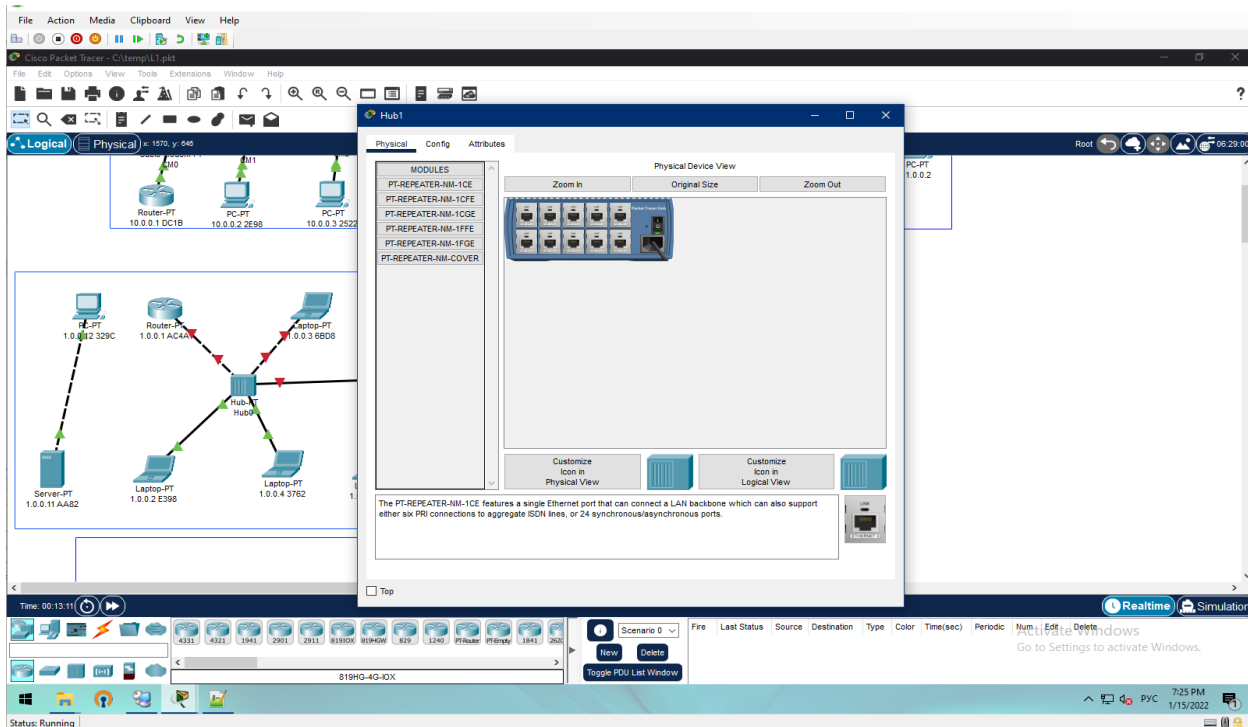 File Action Media Clipboard View Help
Cisco Packet Tracer - C:\temp\L1.pkt
File Edit Options View Tools Extensions Window Help
?
Logical Physical x: 1570, y: 646
Root 06:29:00
CM0 CM1
Router-PT
10.0.0.1 DC1B
PC-PT
10.0.0.2 2E98
PC-PT
10.0.0.3 2522
PC-PT
1.0.0.2
Hub1
Physical Config Attributes
MODULES
PT-REPEATER-NM-1CE
PT-REPEATER-NM-1CFE
PT-REPEATER-NM-1CGE
PT-REPEATER-NM-1FFE
PT-REPEATER-NM-1FGE
PT-REPEATER-NM-COVER
Physical Device View
Zoom In Original Size Zoom Out
Customize
Icon in
Physical View
Customize
Icon in
Logical View
The PT-REPEATER-NM-1CE features a single Ethernet port that can connect a LAN backbone which can also support
either six PRI connections to aggregate ISDN lines, or 24 synchronous/asynchronous ports.
LINK
ETHERNET
Top
PC-PT
329C
Router-PT
1.0.0.1 AC4A
Laptop-PT
1.0.0.3 6BD8
Hub-PT
Hub0
Server-PT
1.0.0.11 AA82
Laptop-PT
1.0.0.2 E398
Laptop-PT
1.0.0.4 3762
Time: 00:13:11
Realtime Simulation
4331 4321 1941 2901 2911 819IOX 819HGW 829 1240 PT-Router PT-Empty 1841 262
819HG-4G-IOX
Scenario 0
New Delete
Toggle PDU List Window
Fire Last Status Source Destination Type Color Time(sec) Periodic Num Edit Delete
Activate Windows
Go to Settings to activate Windows.
РУС
7:25 PM
1/15/2022
1
Status: Running